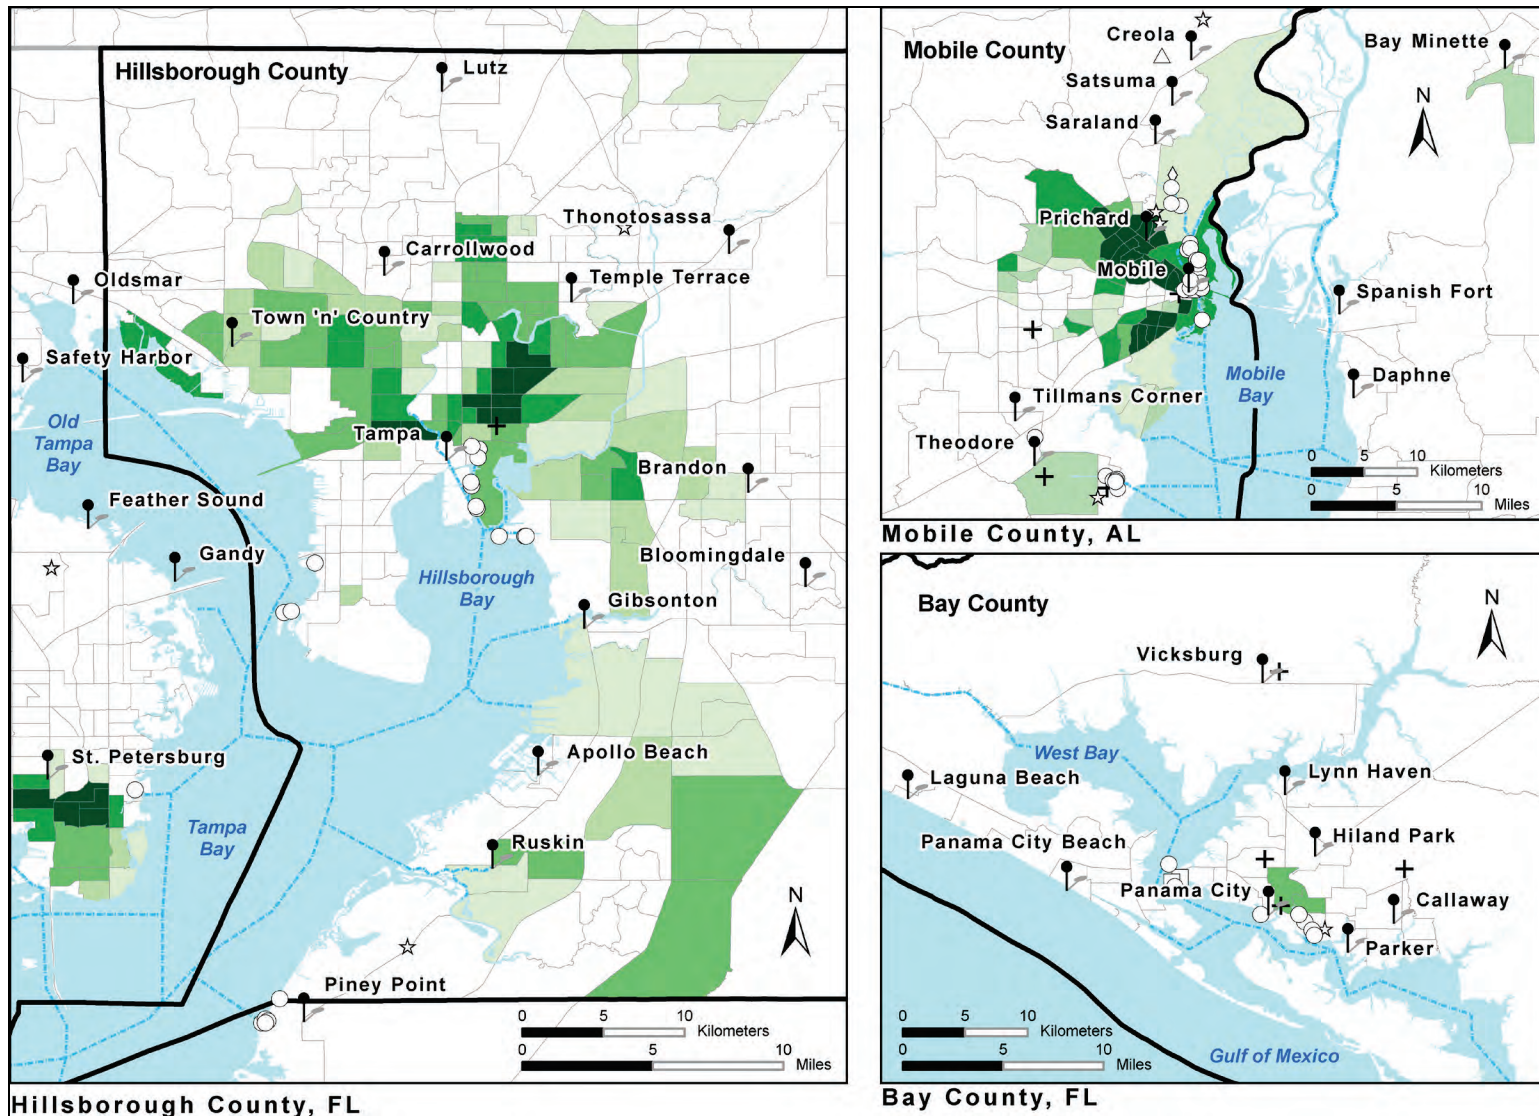 Hillsborough County
Lutz
Thonotosassa
Carrollwood
Oldsmar
Temple Terrace
Town 'n' Country
Safety Harbor
Old
Tampa
Bay
Tampa
Brandon
Feather Sound
Gandy
Bloomingdale
Hillsborough
Bay
Gibsonton
St. Petersburg
Apollo Beach
Tampa
Bay
Ruskin
N
Piney Point
0 5 10
Kilometers
0 5 10
Miles
Hillsborough County, FL
Mobile County
Creola
Bay Minette
Satsuma
N
Saraland
Prichard
Mobile
Spanish Fort
Mobile
Bay
Daphne
Tillmans Corner
Theodore
0 5 10
Kilometers
0 5 10
Miles
Mobile County, AL
Bay County
N
Vicksburg
West Bay
Laguna Beach
Lynn Haven
Panama City Beach
Hiland Park
Panama City
Callaway
Parker
0 5 10
Kilometers
0 5 10
Miles
Gulf of Mexico
Bay County, FL